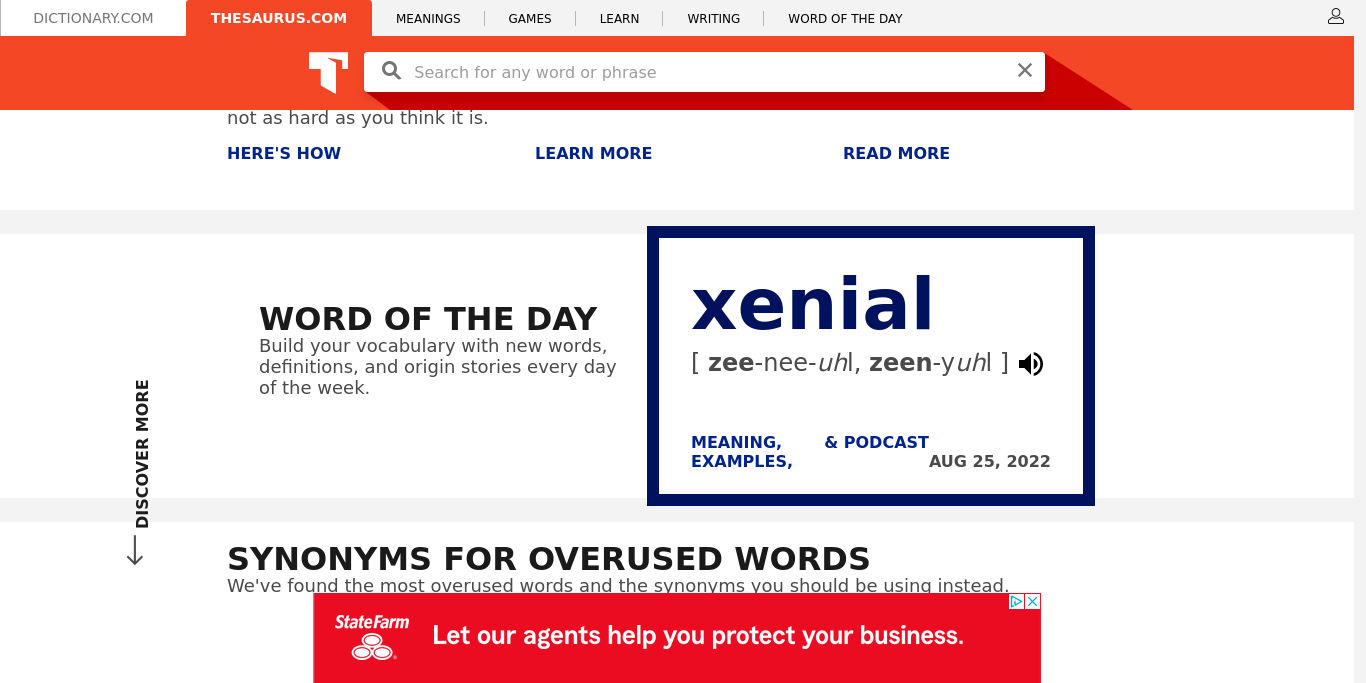 DICTIONARY.COM
THESAURUS.COM
MEANINGS
GAMES
LEARN
WRITING
WORD OF THE DAY
Search for any word or phrase
not as hard as you think it is.
HERE'S HOW
LEARN MORE
READ MORE
WORD OF THE DAY
Build your vocabulary with new words,
definitions, and origin stories every day
of the week.
xenial
[ zee-nee-uhl, zeen-yuhl ]
MEANING, & PODCAST
EXAMPLES,
AUG 25, 2022
DISCOVER MORE
SYNONYMS FOR OVERUSED WORDS
We've found the most overused words and the synonyms you should be using instead.
StateFarm
Let our agents help you protect your business.